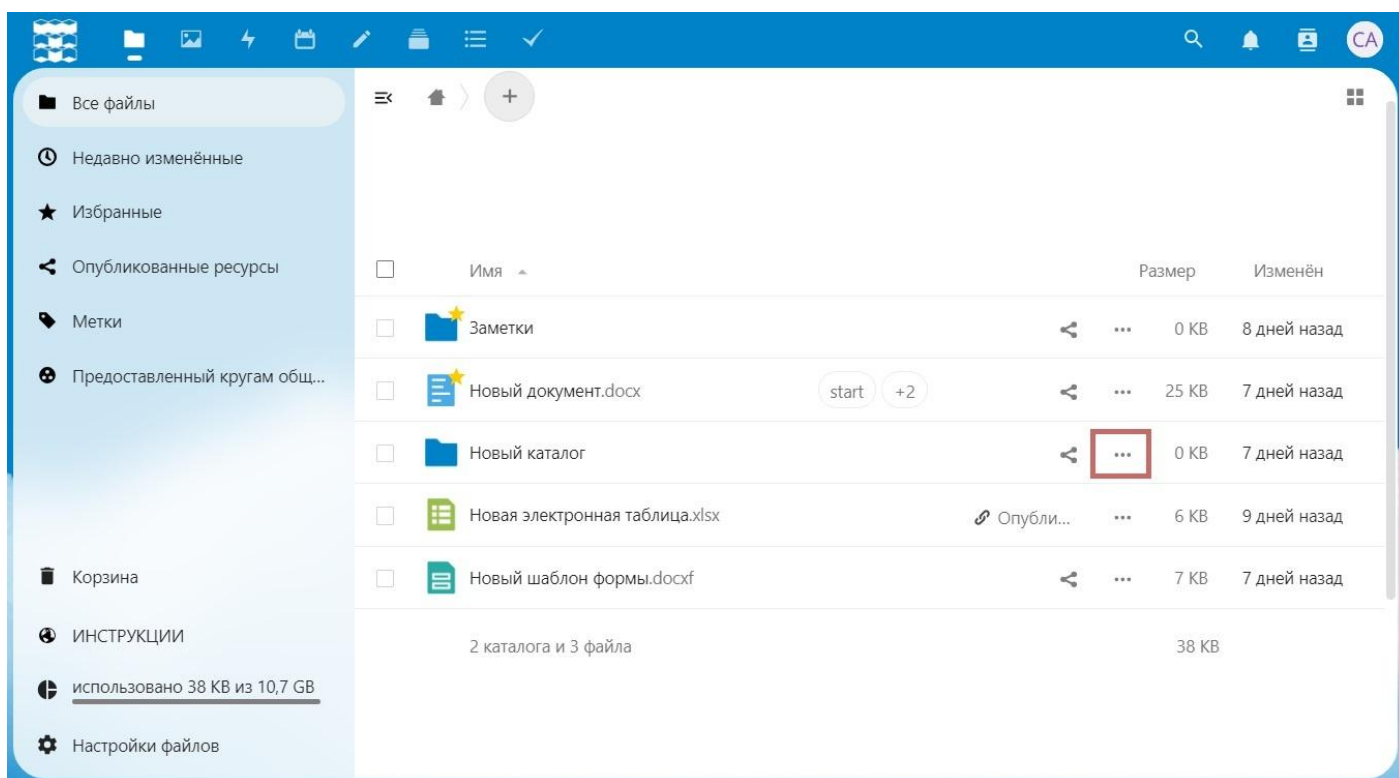 CA
Все файлы
Недавно изменённые
Избранные
Опубликованные ресурсы
Метки
Предоставленный кругам общ...
Корзина
ИНСТРУКЦИИ
использовано 38 KB из 10,7 GB
Настройки файлов
Имя Размер Изменён
Заметки 0 KB 8 дней назад
Новый документ.docx start +2 25 KB 7 дней назад
Новый каталог 0 KB 7 дней назад
Новая электронная таблица.xlsx Опубли... 6 KB 9 дней назад
Новый шаблон формы.docxf 7 KB 7 дней назад
2 каталога и 3 файла 38 KB